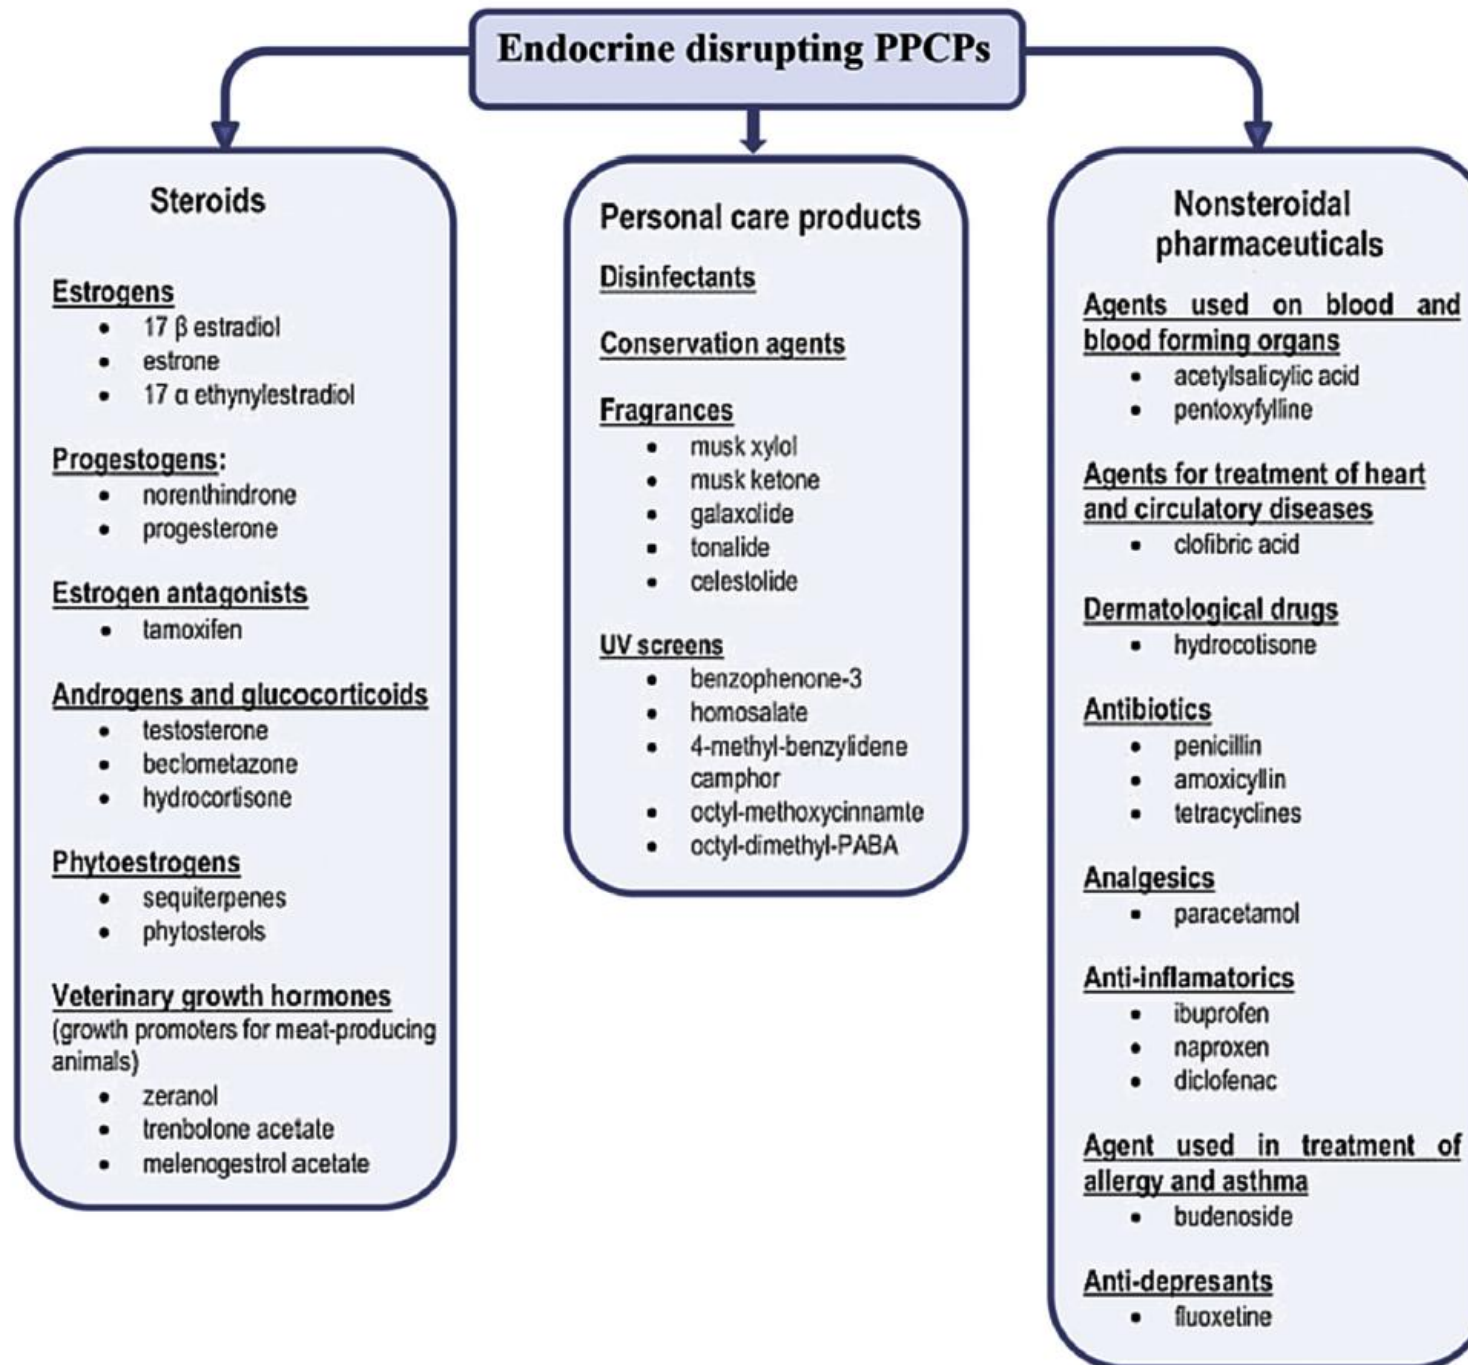 Endocrine disrupting PPCPs
Steroids
Estrogens
• 17 β estradiol
• estrone
• 17 α ethynylestradiol
Progestogens:
• norenthindrone
• progesterone
Estrogen antagonists
• tamoxifen
Androgens and glucocorticoids
• testosterone
• beclometazone
• hydrocortisone
Phytoestrogens
• sequiterpenes
• phytosterols
Veterinary growth hormones
(growth promoters for meat-producing
animals)
• zeranol
• trenbolone acetate
• melenogestrol acetate
Personal care products
Disinfectants
Conservation agents
Fragrances
• musk xylol
• musk ketone
• galaxolide
• tonalide
• celestolide
UV screens
• benzophenone-3
• homosalate
• 4-methyl-benzylidene
camphor
• octyl-methoxycinnamte
• octyl-dimethyl-PABA
Nonsteroidal
pharmaceuticals
Agents used on blood and
blood forming organs
• acetylsalicylic acid
• pentoxyfylline
Agents for treatment of heart
and circulatory diseases
• clofibric acid
Dermatological drugs
• hydrocotisone
Antibiotics
• penicillin
• amoxicyllin
• tetracyclines
Analgesics
• paracetamol
Anti-inflamatorics
• ibuprofen
• naproxen
• diclofenac
Agent used in treatment of
allergy and asthma
• budenoside
Anti-depresants
• fluoxetine